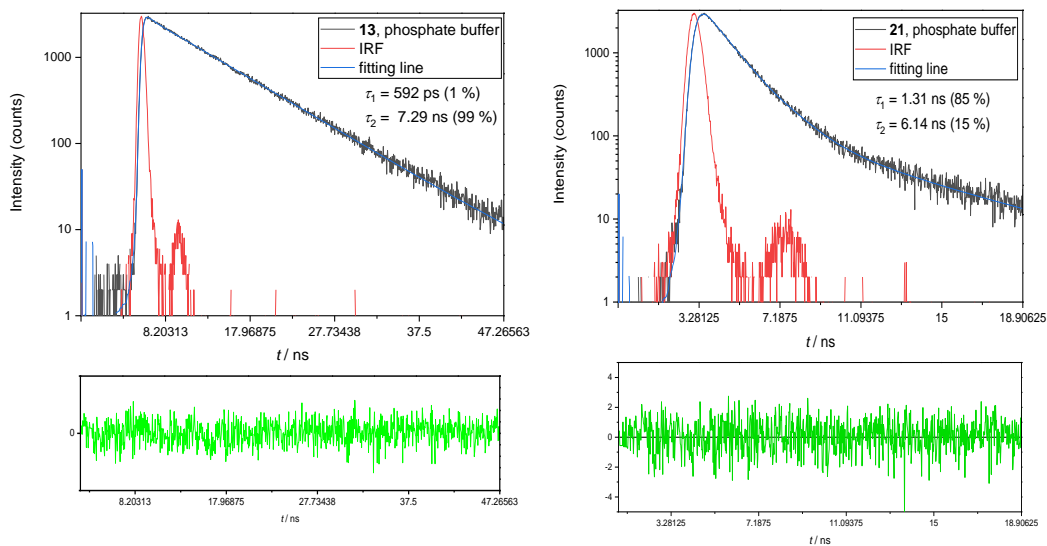 13, phosphate buffer
IRF
fitting line
τ1 = 592 ps (1 %)
τ2 = 7.29 ns (99 %)
Intensity (counts)
1000
100
10
1
8.20313 17.96875 27.73438 37.5 47.26563
t / ns
0
8.20313 17.96875 27.73438 37.5 47.26563
t / ns
21, phosphate buffer
IRF
fitting line
τ1 = 1.31 ns (85 %)
τ2 = 6.14 ns (15 %)
Intensity (counts)
1000
100
10
1
3.28125 7.1875 11.09375 15 18.90625
t / ns
4
2
0
-2
-4
3.28125 7.1875 11.09375 15 18.90625
t / ns